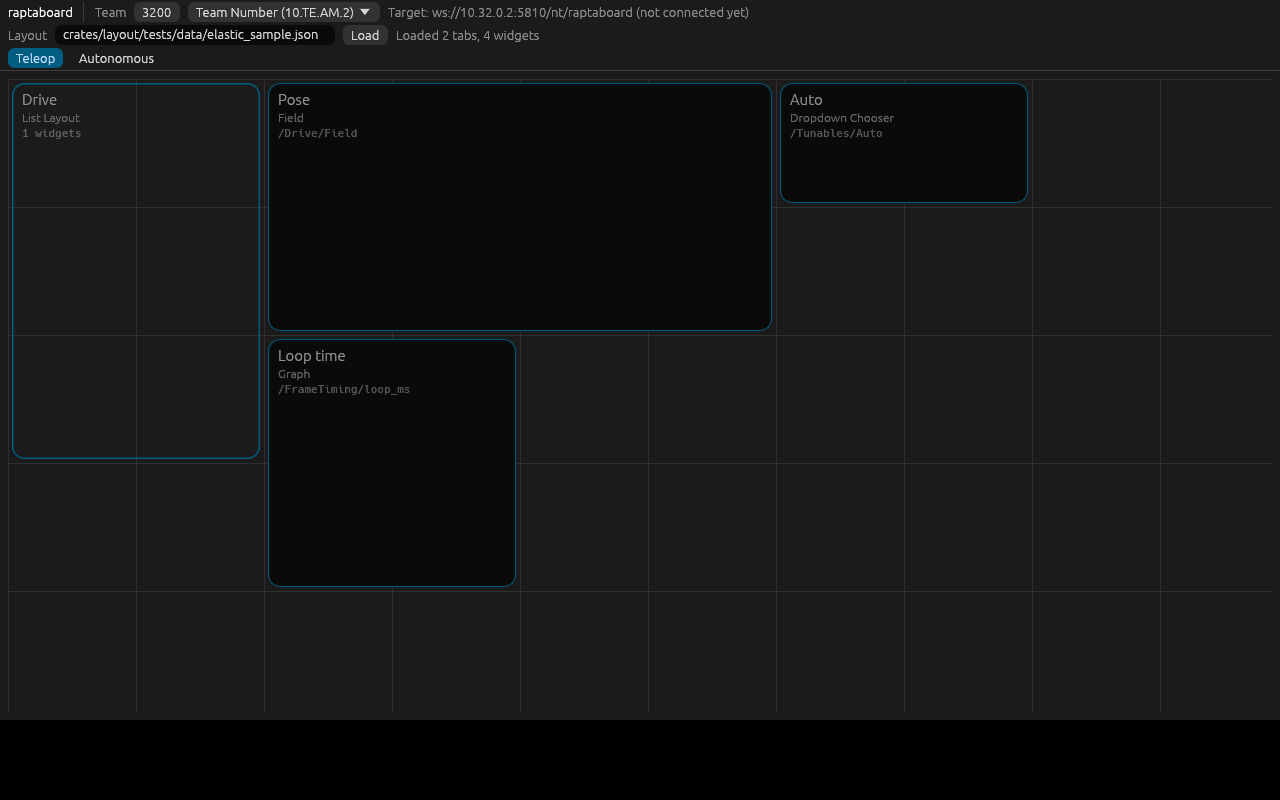 raptaboard Team 3200 Team Number (10.TE.AM.2) Target: ws://10.32.0.2:5810/nt/raptaboard (not connected yet)
Layout crates/layout/tests/data/elastic_sample.json Load Loaded 2 tabs, 4 widgets
Teleop Autonomous
Drive
List Layout
1 widgets
Pose
Field
/Drive/Field
Auto
Dropdown Chooser
/Tunables/Auto
Loop time
Graph
/FrameTiming/loop_ms